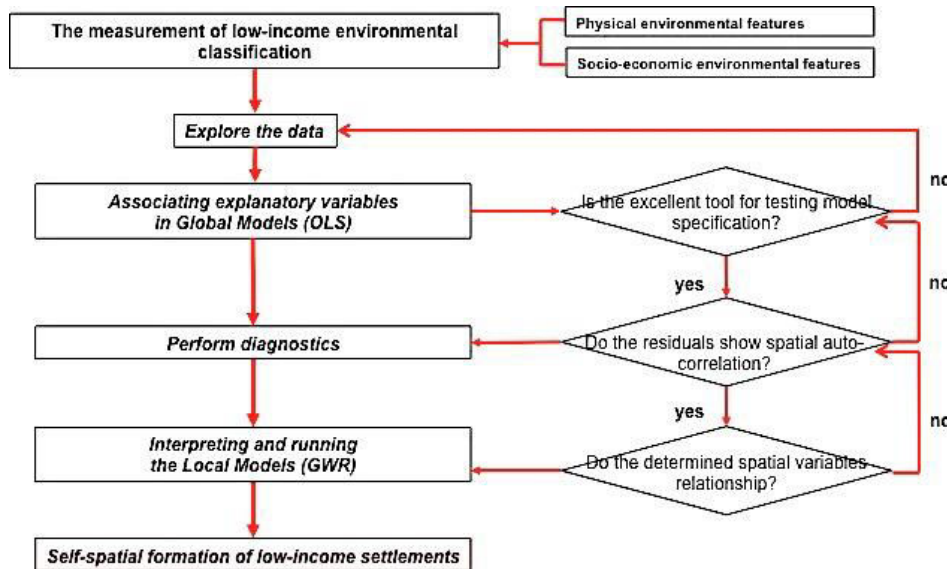 The measurement of low-income environmental
classification
Physical environmental features
Socio-economic environmental features
Explore the data
no
Associating explanatory variables
in Global Models (OLS)
Is the excellent tool for testing model
specification?
yes
no
Perform diagnostics
Do the residuals show spatial auto-
correlation?
yes
no
Interpreting and running
the Local Models (GWR)
Do the determined spatial variables
relationship?
Self-spatial formation of low-income settlements